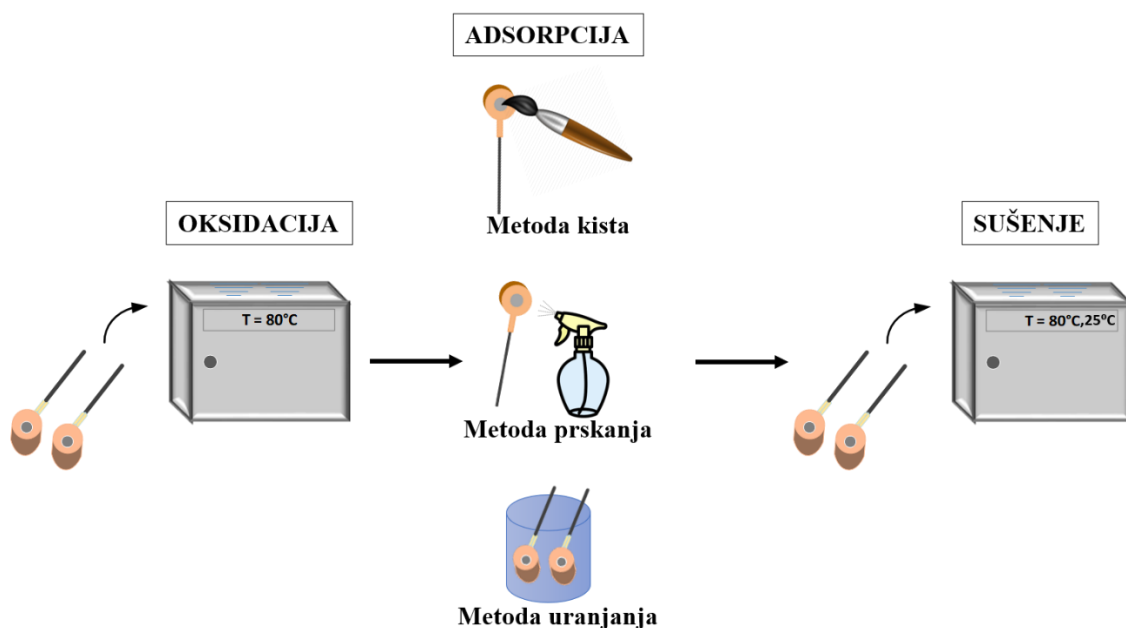 ADSORPCIJA
Metoda kista
OKSIDACIJA
T = 80°C
Metoda prskanja
Metoda uranjanja
SUŠENJE
T = 80°C,25°C